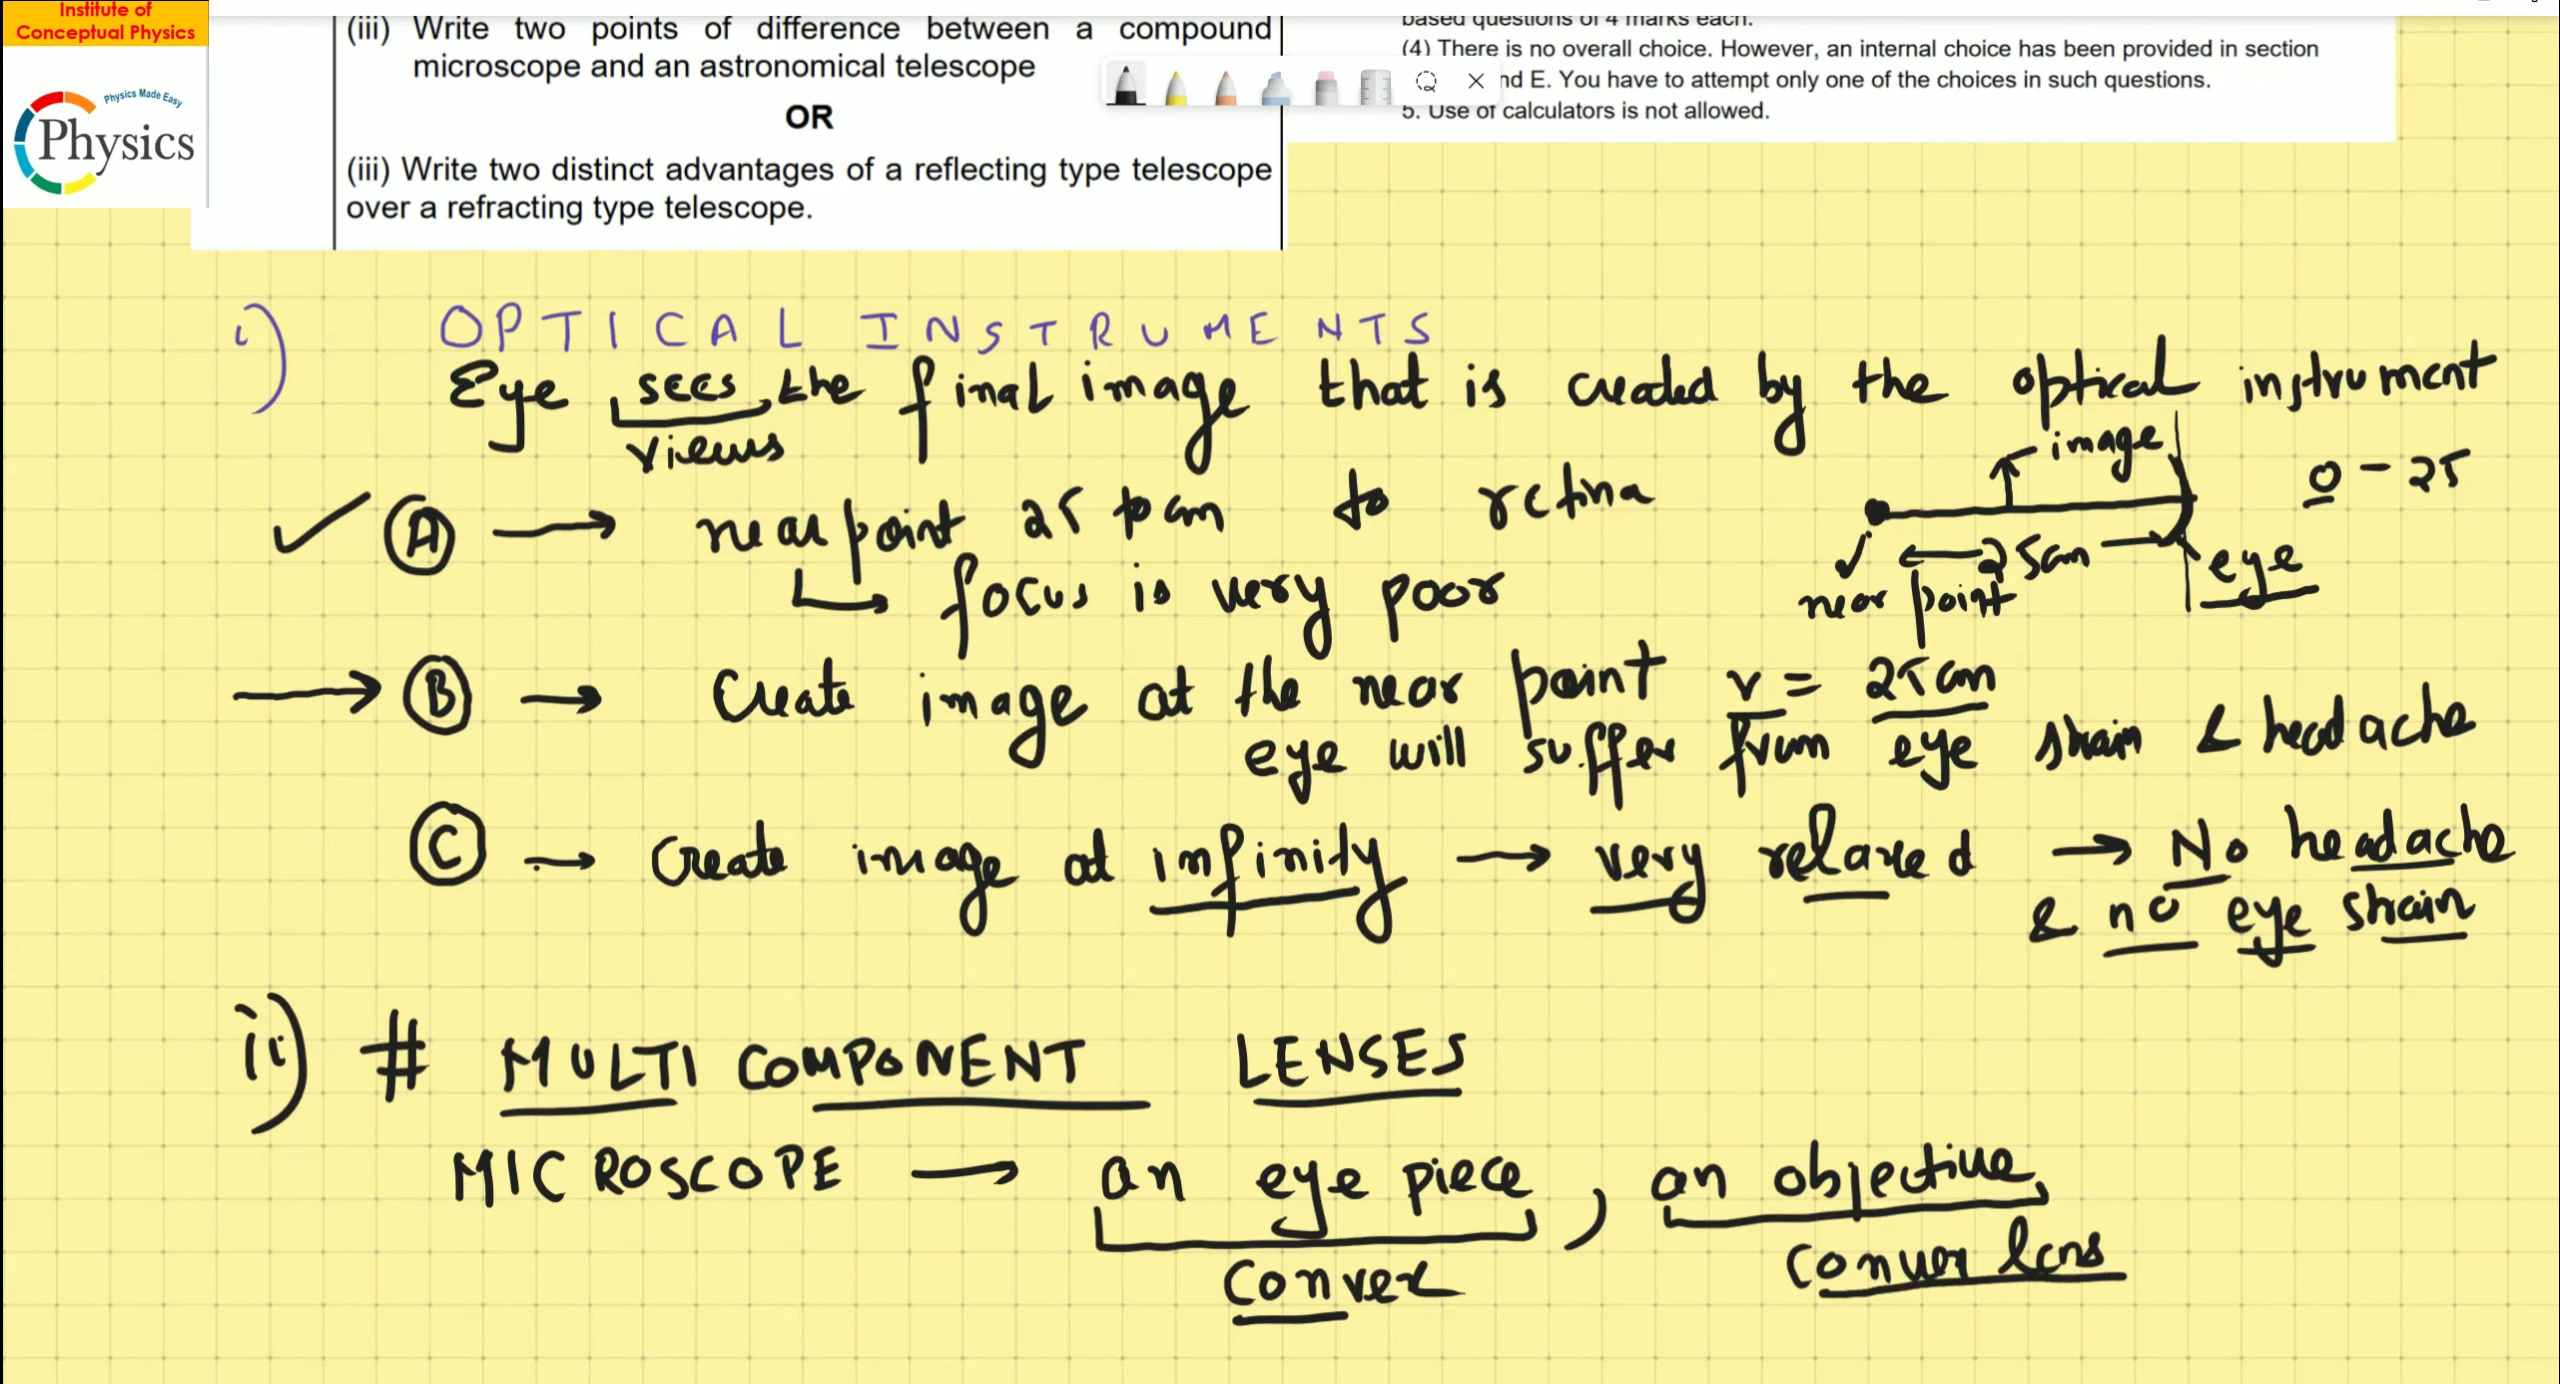 Institute of
Conceptual Physics
Physics Made Easy
Physics
(iii) Write two points of difference between a compound
microscope and an astronomical telescope
OR
(iii) Write two distinct advantages of a reflecting type telescope
over a refracting type telescope.
based questions of 4 marks each.
(4) There is no overall choice. However, an internal choice has been provided in section
nd E. You have to attempt only one of the choices in such questions.
5. Use of calculators is not allowed.
i) OPTICAL INSTRUMENTS
Eye sees the final image that is created by the optical instrument
views
image
0 - 25
A → near point 25 cm to retina
25cm
eye
near point
↳ focus is very poor
→ B → Create image at the near point v = 25 cm
eye will suffer from eye strain & headache
C → Create image at infinity → very relaxed → No headache
& no eye strain
ii) # MULTI COMPONENT LENSES
MICROSCOPE → an eye piece, an objective
Convex
Convex lens